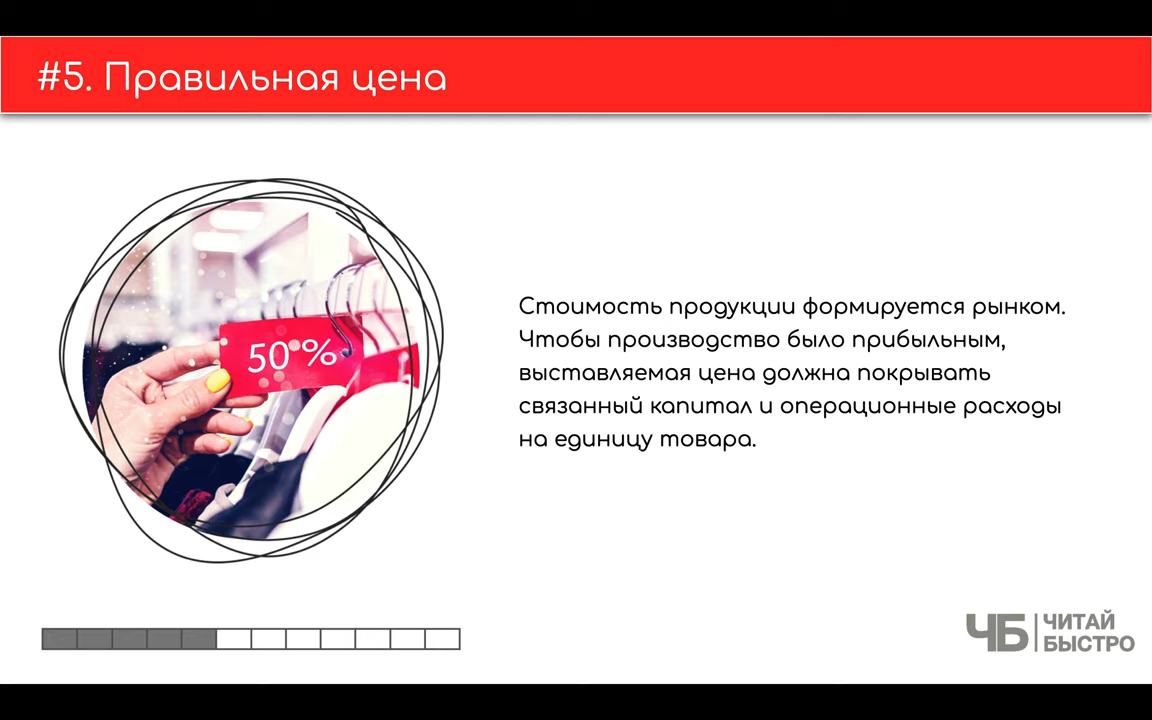 #5. Правильная цена
50%
Стоимость продукции формируется рынком.
Чтобы производство было прибыльным,
выставляемая цена должна покрывать
связанный капитал и операционные расходы
на единицу товара.
ЧБ
ЧИТАЙ
БЫСТРО